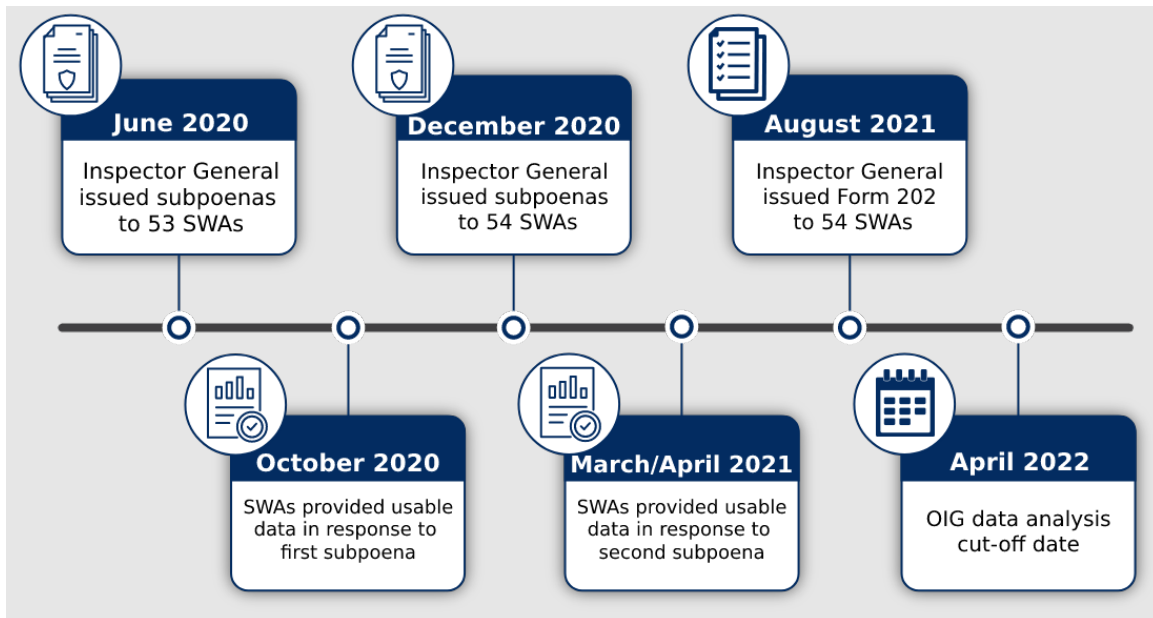 June 2020
Inspector General
issued subpoenas
to 53 SWAs
October 2020
SWAs provided usable
data in response to
first subpoena
December 2020
Inspector General
issued subpoenas
to 54 SWAs
March/April 2021
SWAs provided usable
data in response to
second subpoena
August 2021
Inspector General
issued Form 202
to 54 SWAs
April 2022
OIG data analysis
cut-off date